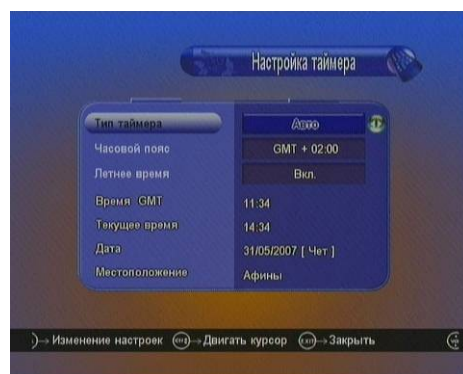 Настройка таймера
Тип таймера Авто
Часовой пояс GMT + 02:00
Летнее время Вкл.
Время GMT 11:34
Текущее время 14:34
Дата 31/05/2007 [ Чет ]
Местоположение Афины
)→ Изменение настроек →Двигать курсор EXIT →Закрыть